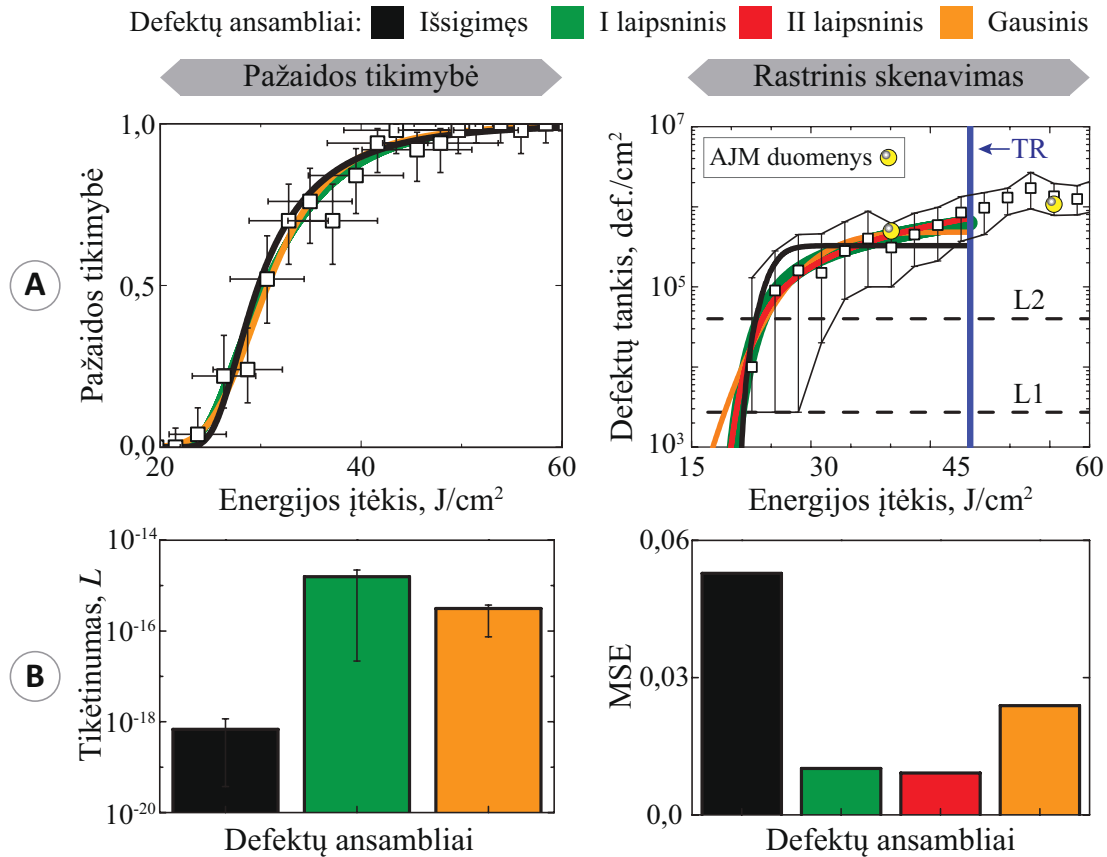 Defektų ansambliai: Išsigimęs I laipsninis II laipsninis Gausinis
Pažaidos tikimybė
Rastrinis skenavimas
A
Pažaidos tikimybė
1,0
0,5
0,0
20 40 60
Energijos įtėkis, J/cm²
Defektų tankis, def./cm²
10⁷
10⁵
10³
AJM duomenys
TR
L2
L1
15 30 45 60
Energijos įtėkis, J/cm²
B
Tikėtinumas, L
10⁻¹⁴
10⁻¹⁶
10⁻¹⁸
10⁻²⁰
Defektų ansambliai
MSE
0,06
0,03
0,0
Defektų ansambliai